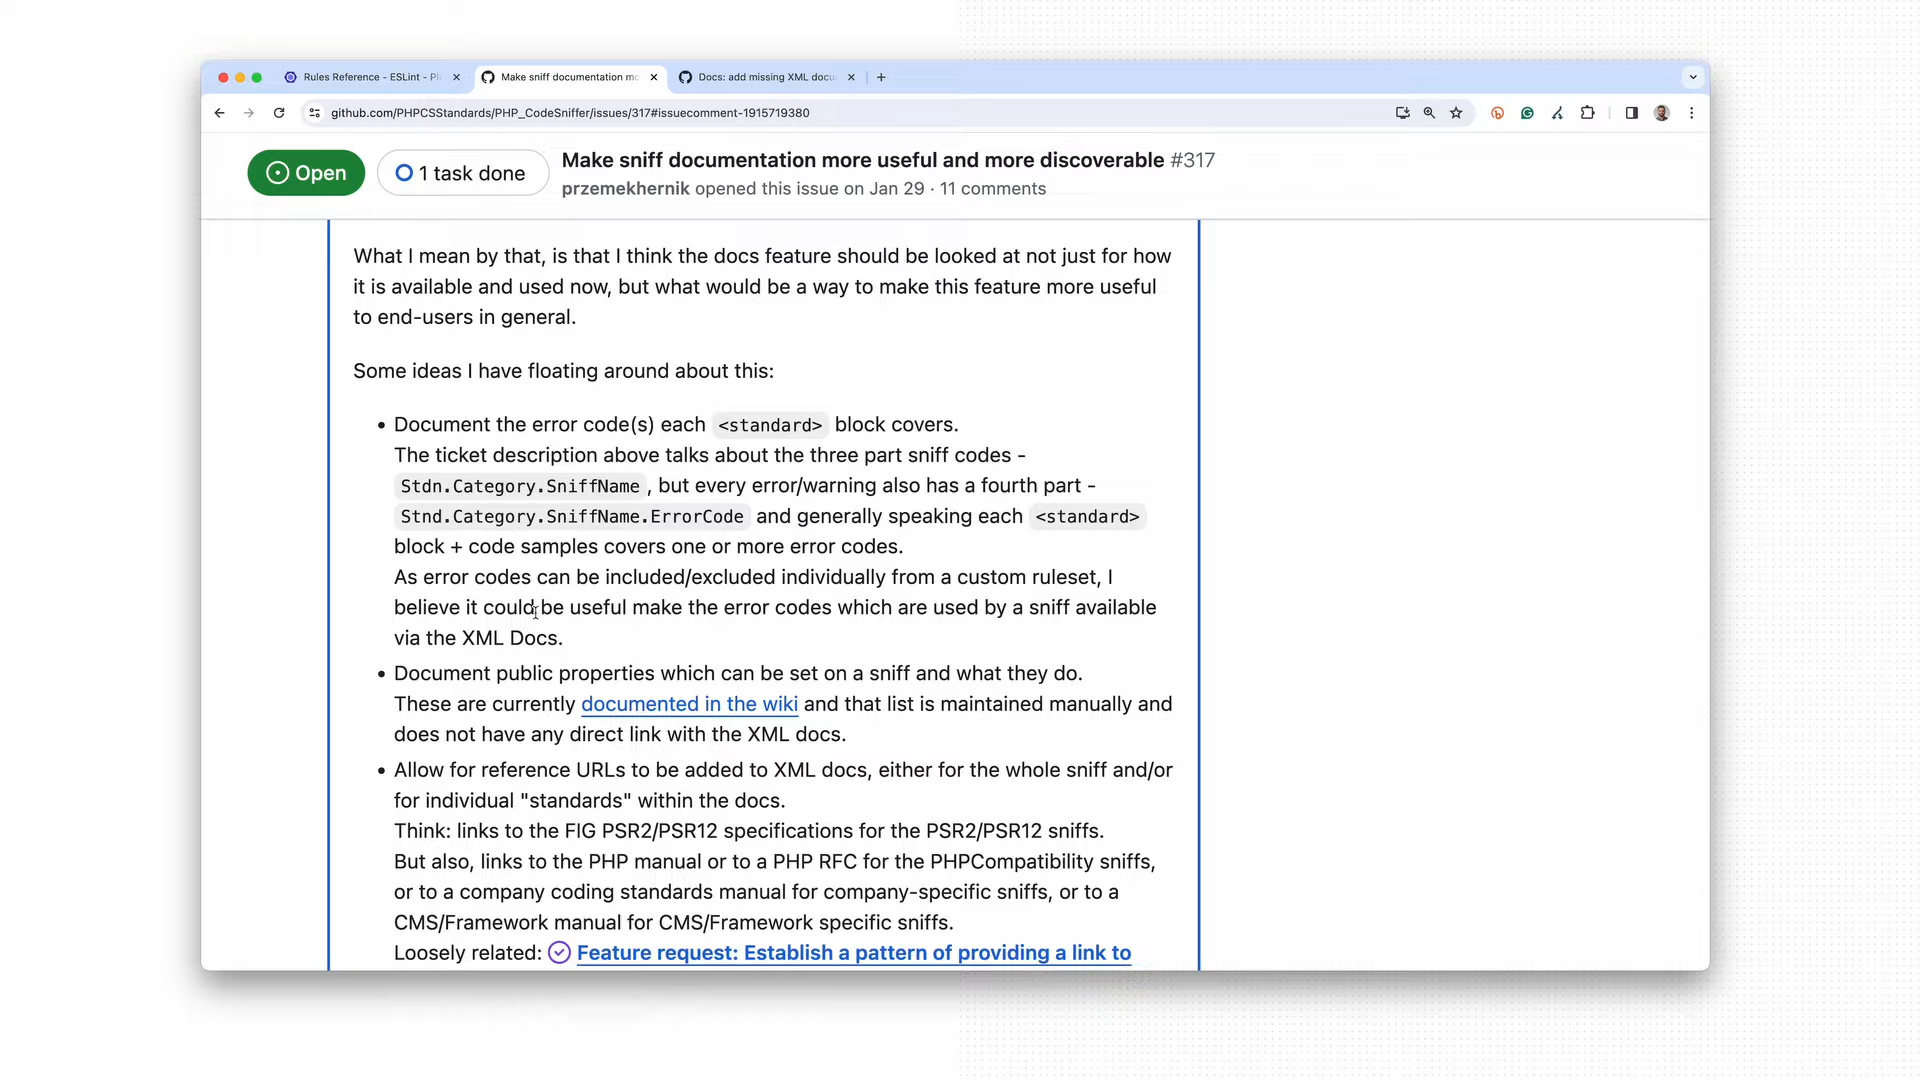 Rules Reference - ESLint - Pl
Make sniff documentation mo
Docs: add missing XML docu
github.com/PHPCSStandards/PHP_CodeSniffer/issues/317#issuecomment-1915719380
Open
1 task done
Make sniff documentation more useful and more discoverable #317
przemekhernik opened this issue on Jan 29 · 11 comments
What I mean by that, is that I think the docs feature should be looked at not just for how
it is available and used now, but what would be a way to make this feature more useful
to end-users in general.
Some ideas I have floating around about this:
• Document the error code(s) each <standard> block covers.
The ticket description above talks about the three part sniff codes -
Stdn.Category.SniffName , but every error/warning also has a fourth part -
Stnd.Category.SniffName.ErrorCode and generally speaking each <standard>
block + code samples covers one or more error codes.
As error codes can be included/excluded individually from a custom ruleset, I
believe it could be useful make the error codes which are used by a sniff available
via the XML Docs.
• Document public properties which can be set on a sniff and what they do.
These are currently documented in the wiki and that list is maintained manually and
does not have any direct link with the XML docs.
• Allow for reference URLs to be added to XML docs, either for the whole sniff and/or
for individual "standards" within the docs.
Think: links to the FIG PSR2/PSR12 specifications for the PSR2/PSR12 sniffs.
But also, links to the PHP manual or to a PHP RFC for the PHPCompatibility sniffs,
or to a company coding standards manual for company-specific sniffs, or to a
CMS/Framework manual for CMS/Framework specific sniffs.
Loosely related: Feature request: Establish a pattern of providing a link to